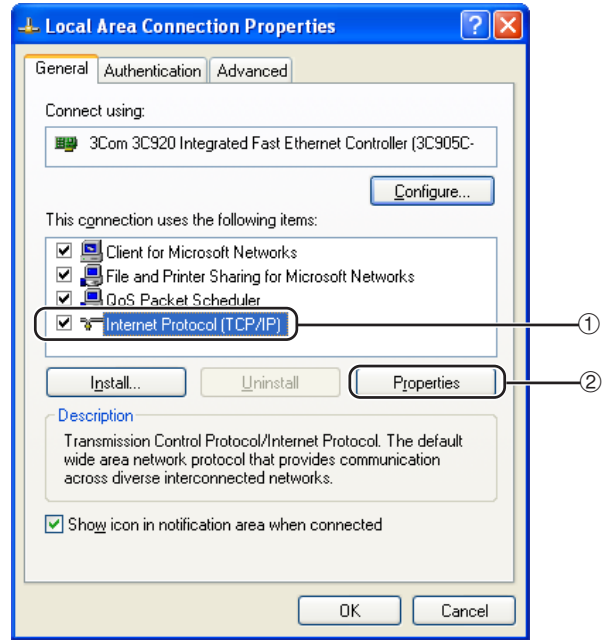 Local Area Connection Properties
General Authentication Advanced
Connect using:
3Com 3C920 Integrated Fast Ethernet Controller (3C905C-
Configure...
This connection uses the following items:
Client for Microsoft Networks
File and Printer Sharing for Microsoft Networks
QoS Packet Scheduler
Internet Protocol (TCP/IP)
①
Install... Uninstall Properties
②
Description
Transmission Control Protocol/Internet Protocol. The default
wide area network protocol that provides communication
across diverse interconnected networks.
Show icon in notification area when connected
OK Cancel